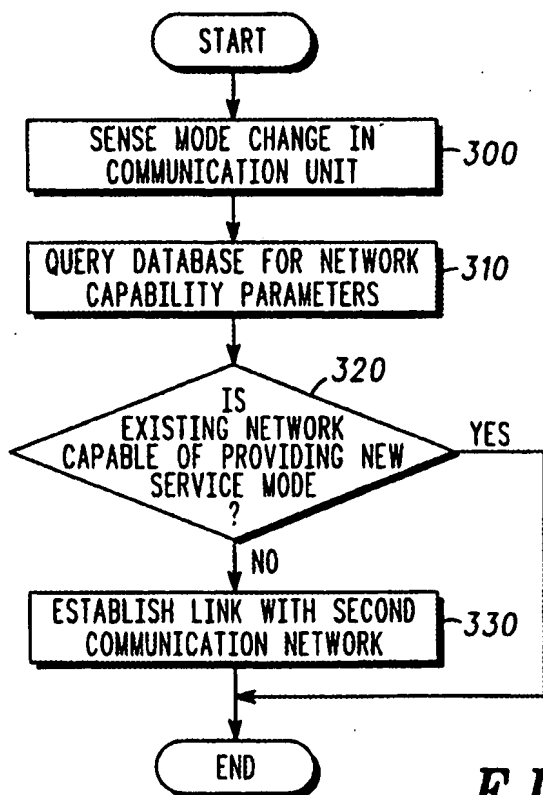 START
SENSE MODE CHANGE IN
COMMUNICATION UNIT
300
QUERY DATABASE FOR NETWORK
CAPABILITY PARAMETERS
310
320
IS
EXISTING NETWORK
CAPABLE OF PROVIDING NEW
SERVICE MODE
?
YES
NO
ESTABLISH LINK WITH SECOND
COMMUNICATION NETWORK
330
END